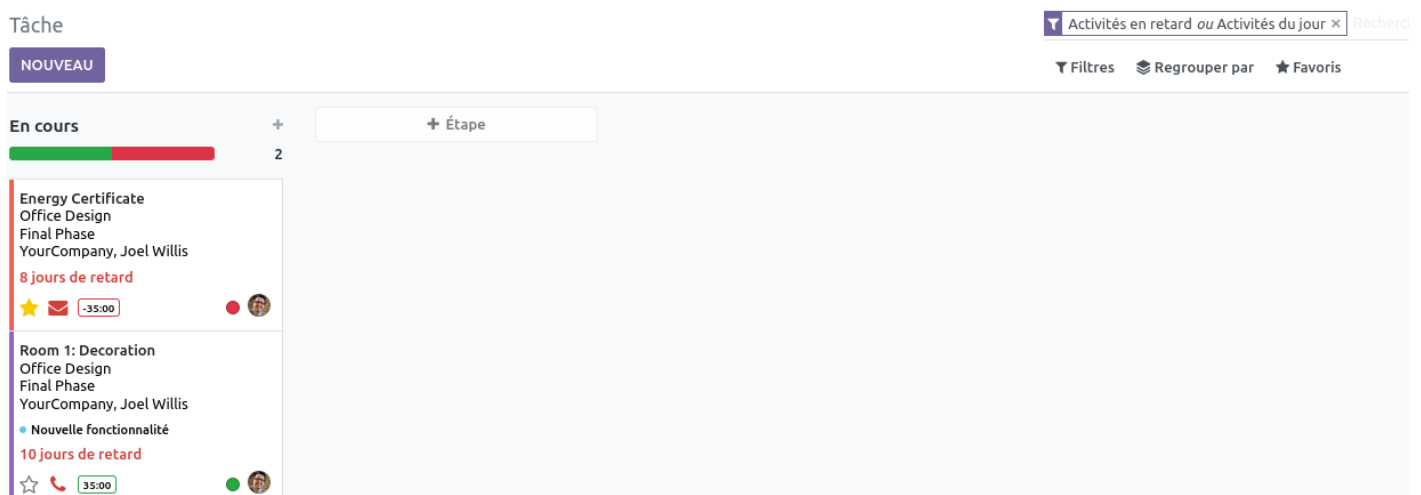 Tâche
Activités en retard ou Activités du jour ×
NOUVEAU
Filtres
Regrouper par
Favoris
En cours +
+ Étape
2
Energy Certificate
Office Design
Final Phase
YourCompany, Joel Willis
8 jours de retard
-35:00
Room 1: Decoration
Office Design
Final Phase
YourCompany, Joel Willis
Nouvelle fonctionnalité
10 jours de retard
35:00